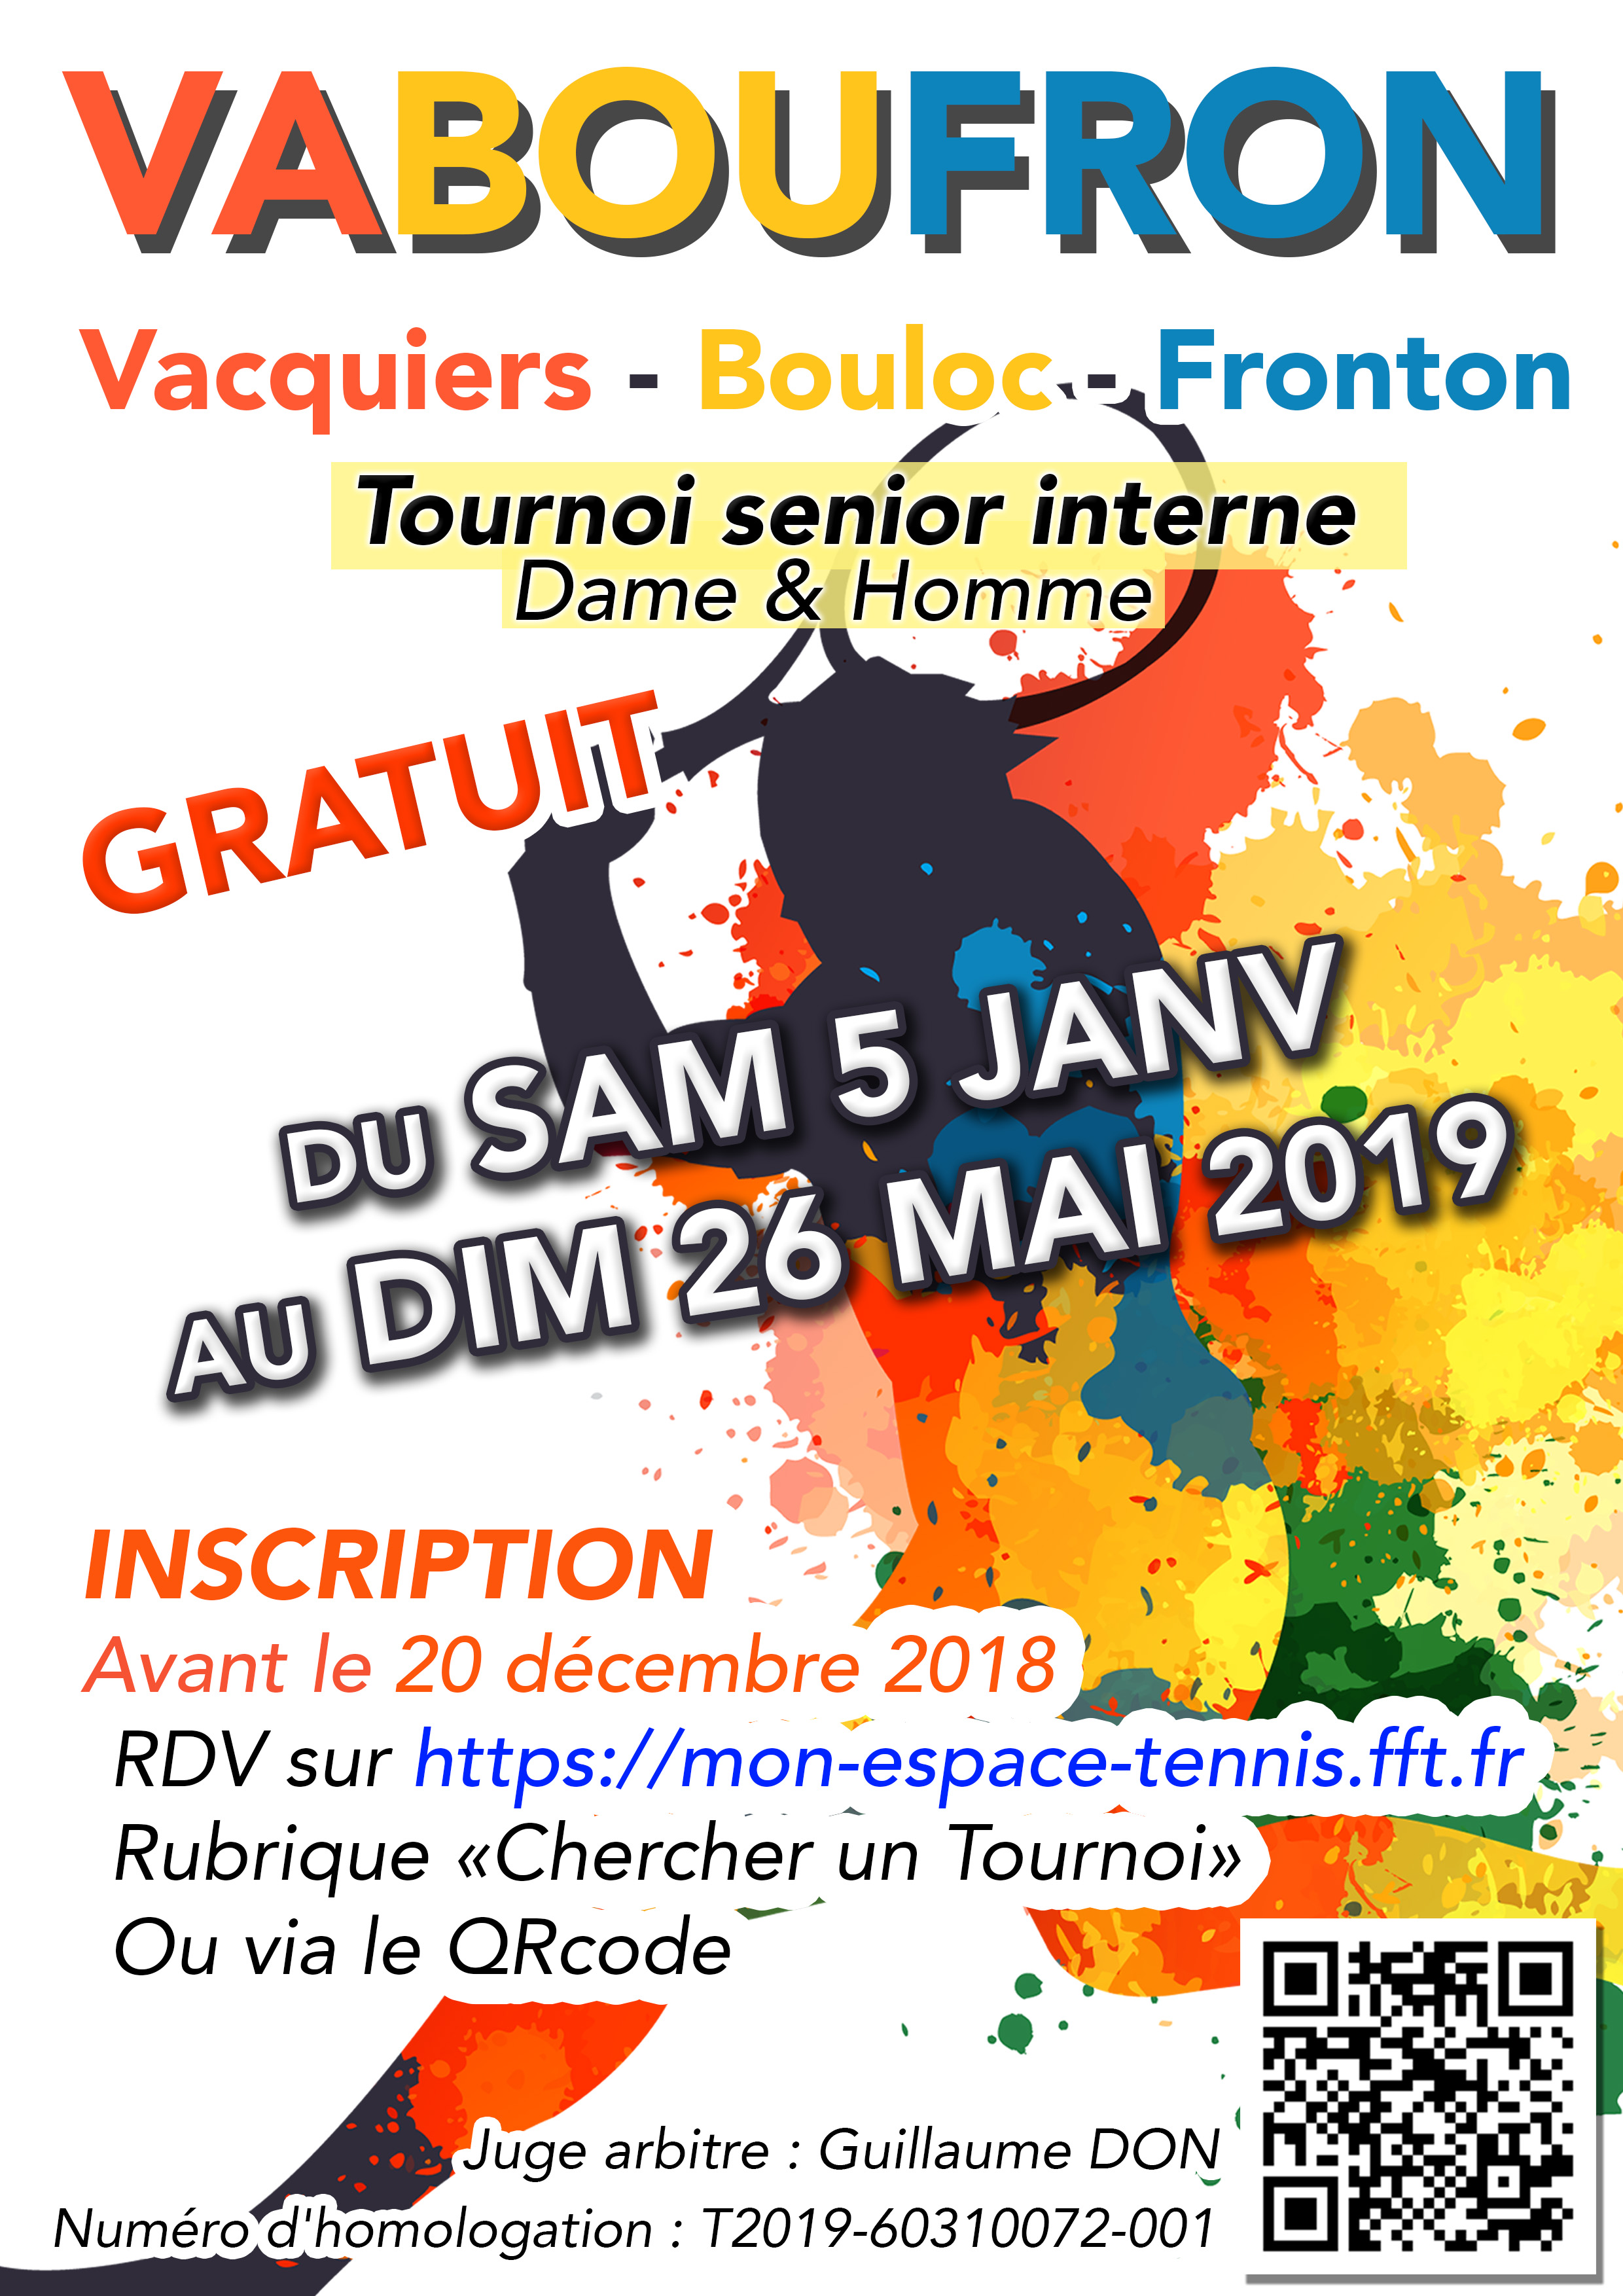 VABOUFRON
Vacquiers - Bouloc - Fronton
Tournoi senior interne
Dame & Homme
GRATUIT
DU SAM 5 JANV
AU DIM 26 MAI 2019
INSCRIPTION
Avant le 20 décembre 2018
RDV sur https://mon-espace-tennis.fft.fr
Rubrique «Chercher un Tournoi»
Ou via le QRcode
Juge arbitre : Guillaume DON
Numéro d'homologation : T2019-60310072-001